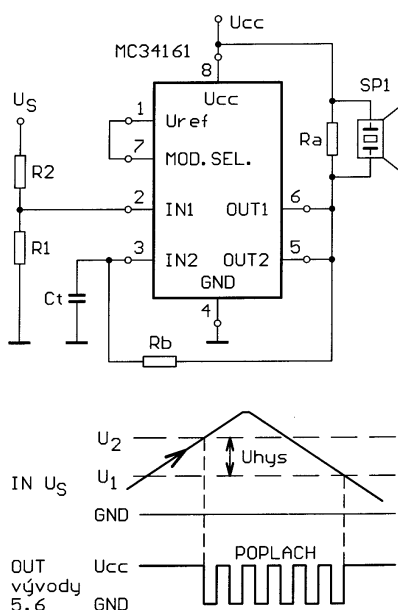 Ucc
MC34161
8
SP1
US
Ucc
1
Uref
Ra
7
MOD.SEL.
R2
2
IN1
OUT1
6
R1
3
IN2
OUT2
5
GND
Ct
4
Rb
U2
Uhys
IN US
U1
GND
OUT
Ucc
POPLACH
vývody
5.6
GND